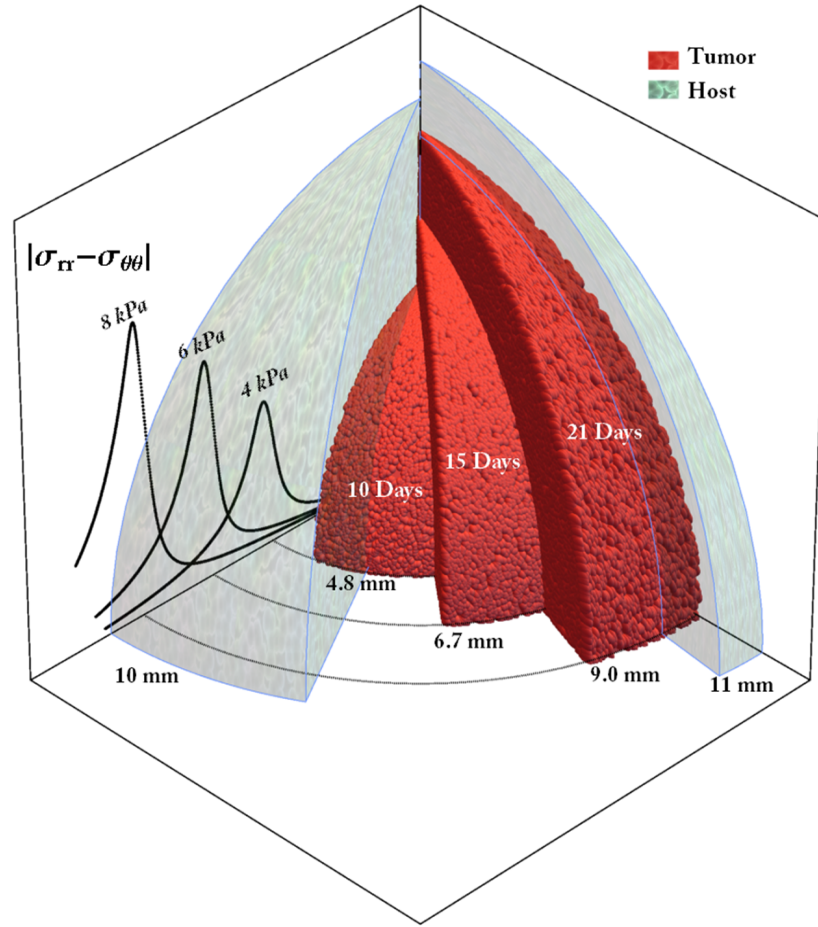 Tumor
Host
|σrr−σθθ|
8 kPa
6 kPa
4 kPa
21 Days
15 Days
10 Days
4.8 mm
6.7 mm
9.0 mm
10 mm
11 mm